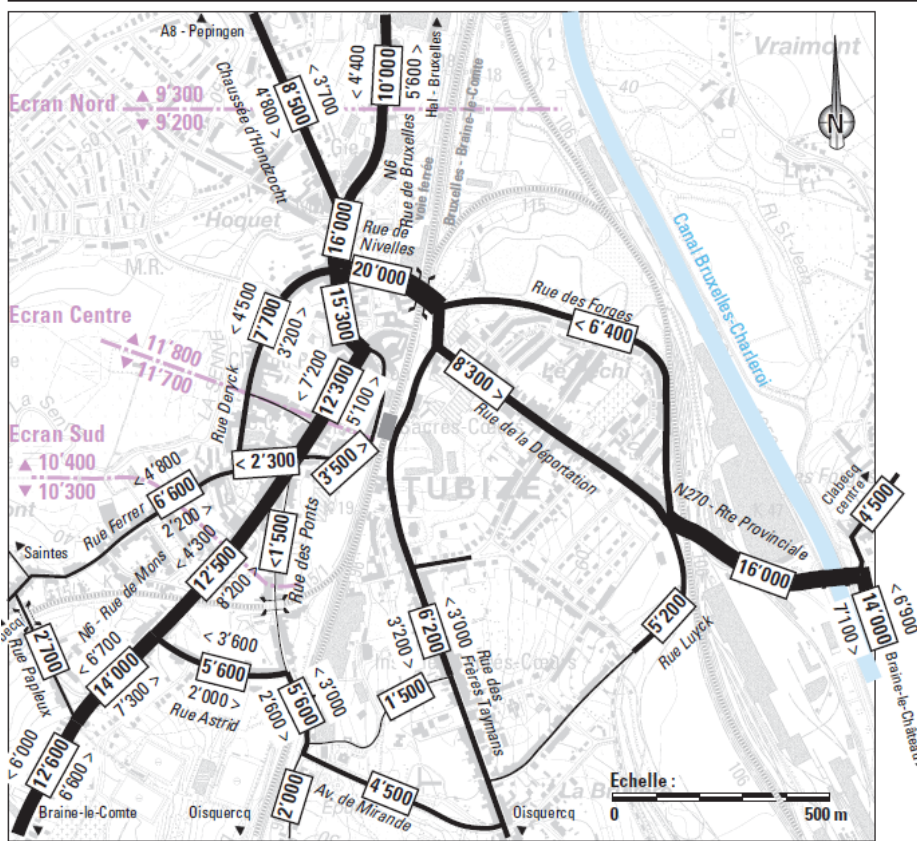 A8 - Pepingen
Hal - Bruxelles
Vraimont
N
< 3'700
8'500
4'800 >
Chaussée d'Hondzocht
< 4'400
10'000
5'600 >
K 2
18
40
106
Ecran Nord
▲ 9'300
▼ 9'200
N6
Rue de Bruxelles
voie ferrée
Bruxelles - Braine-le-Comte
Hoquet
115
M.R.
16'000
Rue de
Nivelles
20'000
Canal Bruxelles-Charleroi
Ri St-Jean
< 4'500
7'700
3'200 >
15'300
Rue des Forges
< 6'400
Ecran Centre
▲ 11'800
▼ 11'700
< 7'200
12'300
5'100 >
8'300 >
Rue de la Déportation
Rue Deryck
Ecran Sud
▲ 10'400
▼ 10'300
< 2'300
3'500 >
TUBIZE
Clabecq
centre
4'500
< 4'800
6'600
2'200 >
Rue Ferrer
< 1'500
Rue des Ponts
N270 - Rte Provinciale
K 47
16'000
Saintes
N6 - Rue de Mons
< 4'300
12'500
8'200 >
< 6'900
14'000
7'100 >
Braine-le-Château
2'700
Rue Papleux
< 6'700
14'000
7'300 >
< 3'600
5'600
2'000 >
Rue Astrid
< 3'000
6'200
3'200 >
Rue des
Frères Taymans
5'200
Rue Luyck
< 3'000
5'600
2'600 >
1'500
< 6'000
12'600
6'600 >
2'000
4'500
Av. de Mirande
Braine-le-Comte
Oisquercq
Oisquercq
Echelle :
0
500 m